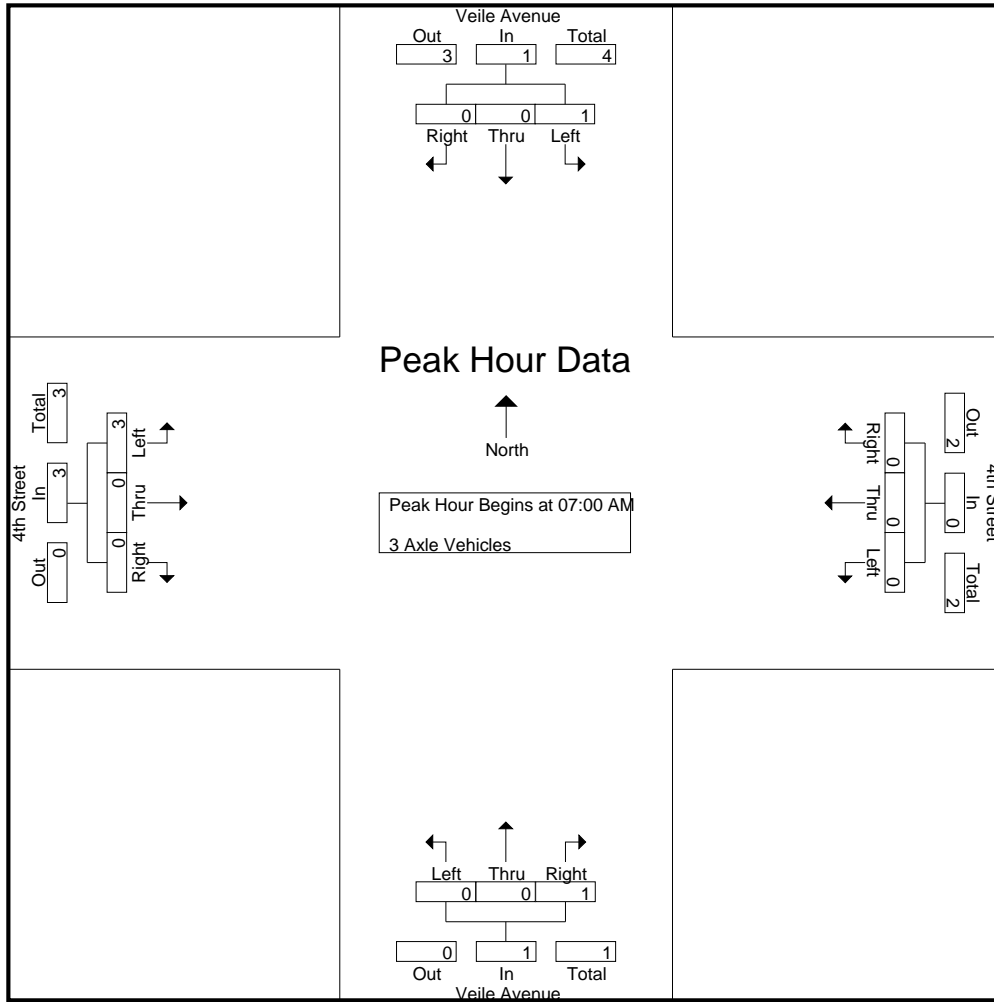 Veile Avenue
Out In Total
3 1 4
0 0 1
Right Thru Left
Peak Hour Data
North
Peak Hour Begins at 07:00 AM
3 Axle Vehicles
4th Street
Total In Out
3 3 0
3 0 0
Left Thru Right
4th Street
Out In Total
2 0 2
0 0 0
Right Thru Left
Left Thru Right
0 0 1
0 1 1
Out In Total
Veile Avenue